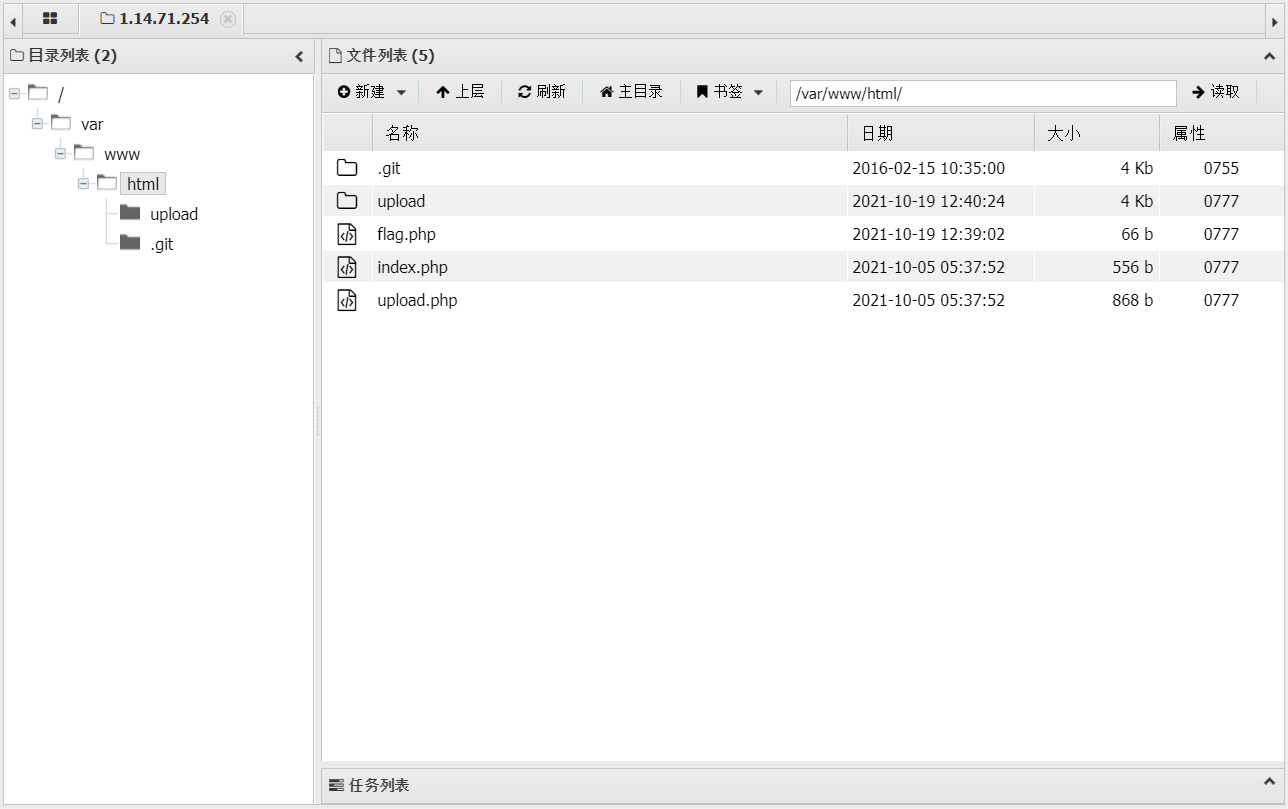 1.14.71.254
目录列表 (2)
/
var
www
html
upload
.git
文件列表 (5)
新建 上层 刷新 主目录 书签 /var/www/html/ 读取
名称 日期 大小 属性
.git 2016-02-15 10:35:00 4 Kb 0755
upload 2021-10-19 12:40:24 4 Kb 0777
flag.php 2021-10-19 12:39:02 66 b 0777
index.php 2021-10-05 05:37:52 556 b 0777
upload.php 2021-10-05 05:37:52 868 b 0777
任务列表